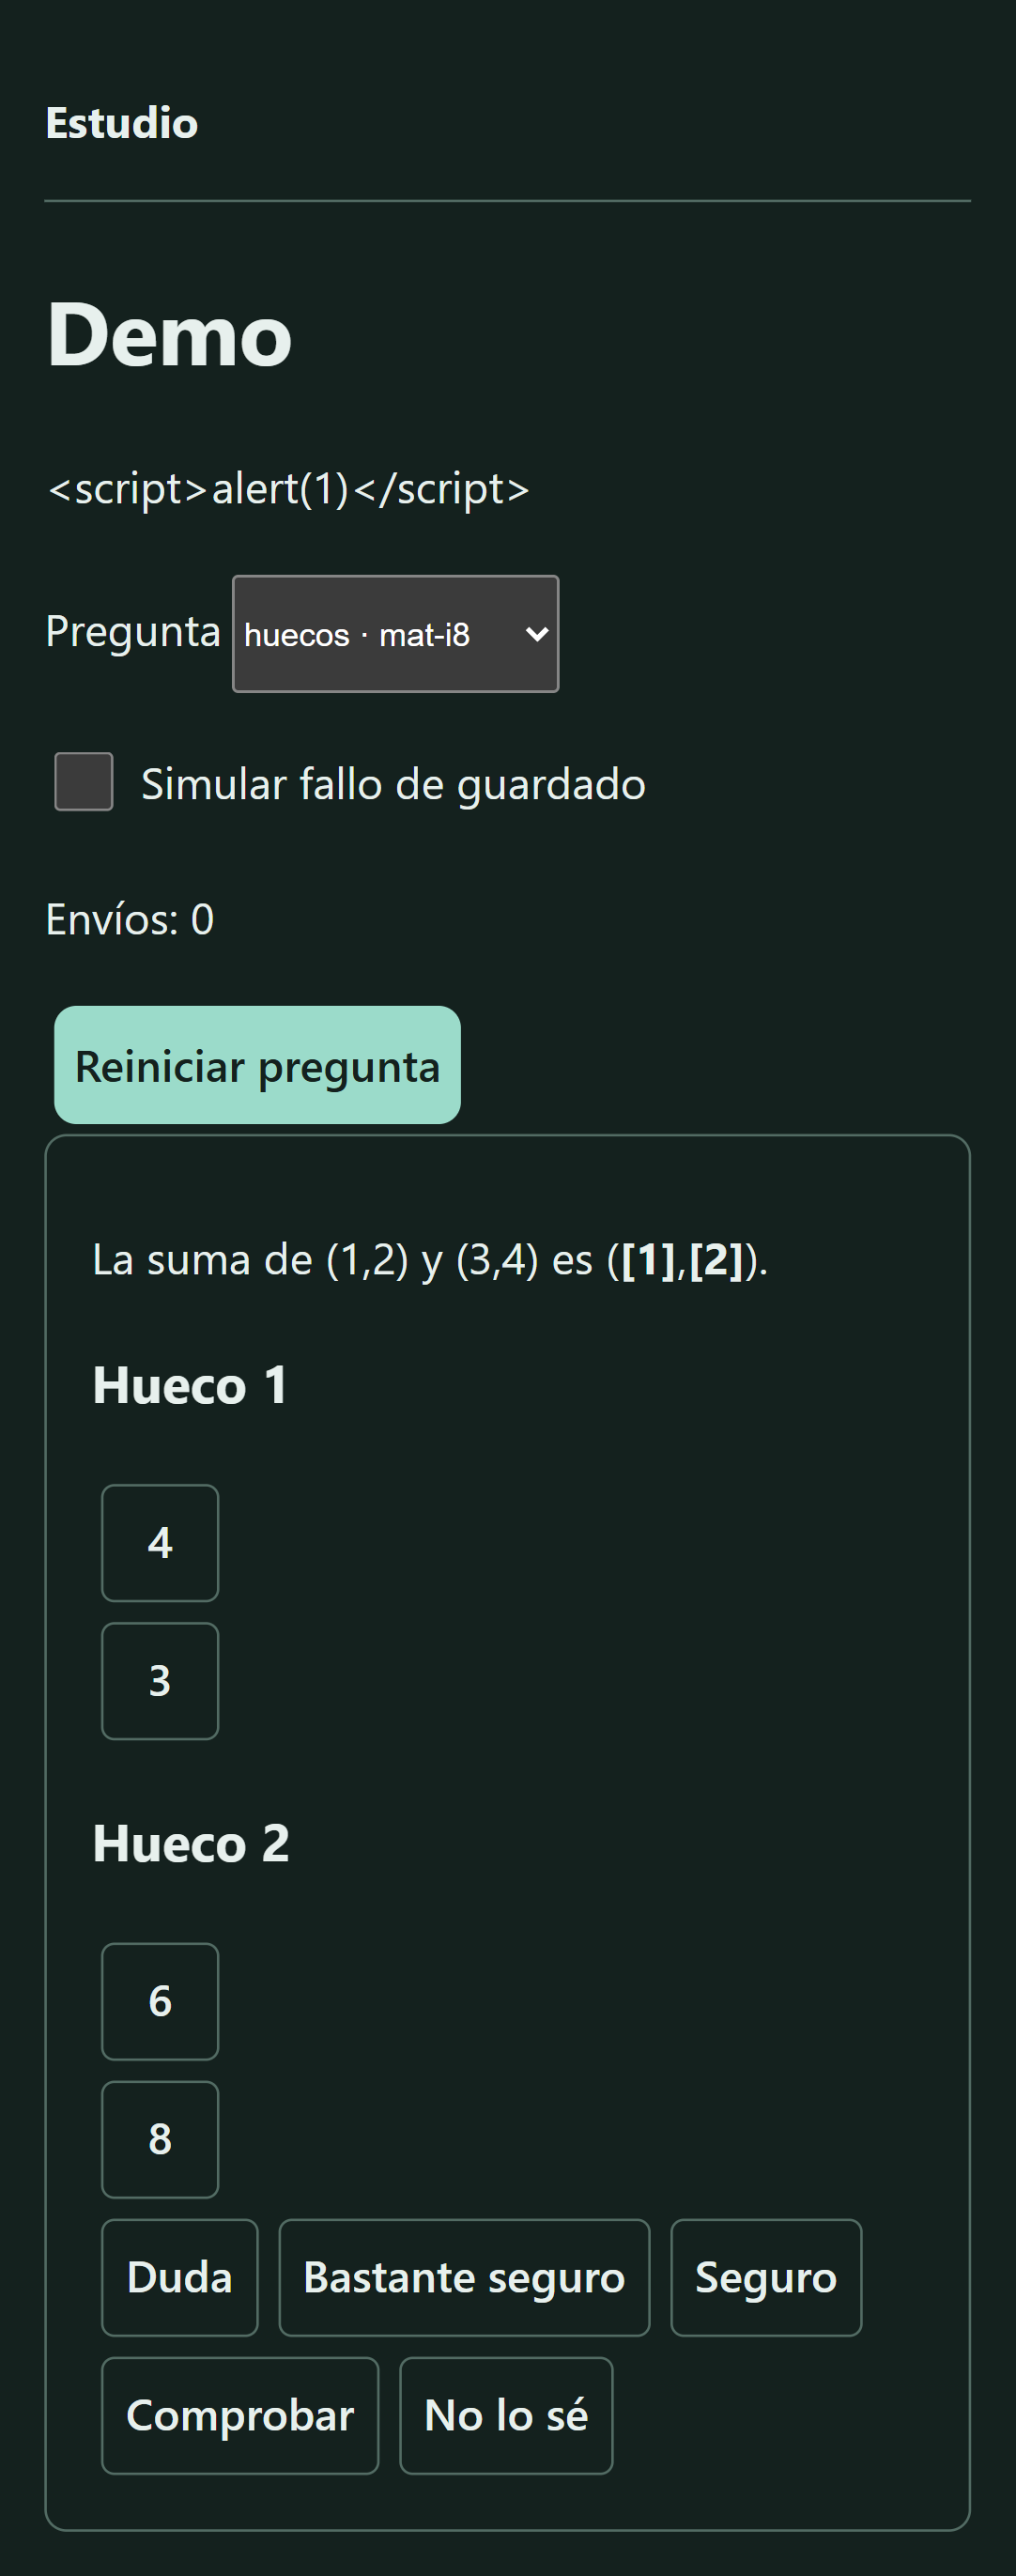 Estudio
Demo
<script>alert(1)</script>
Pregunta huecos · mat-i8
Simular fallo de guardado
Envíos: 0
Reiniciar pregunta
La suma de (1,2) y (3,4) es ([1],[2]).
Hueco 1
4
3
Hueco 2
6
8
Duda Bastante seguro Seguro
Comprobar No lo sé